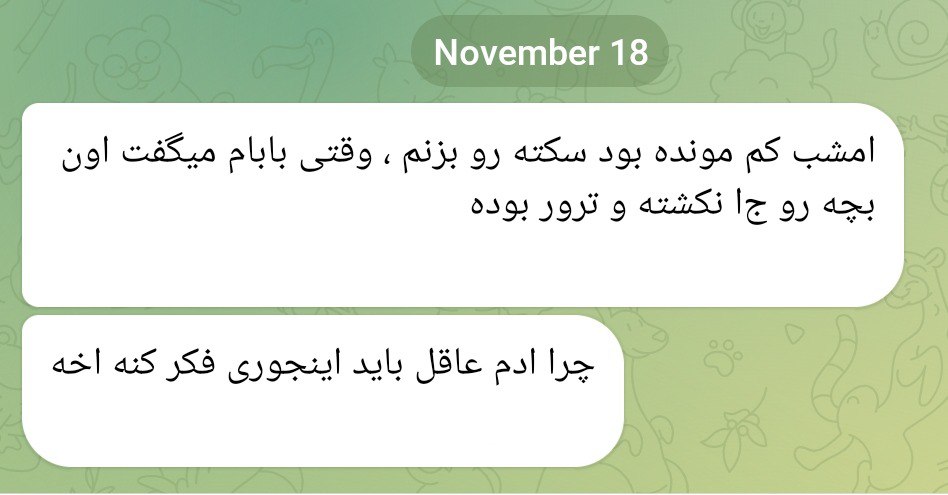 November 18
امشب کم مونده بود سکته رو بزنم ، وقتی بابام میگفت اون
بچه رو ج‌ا نکشته و ترور بوده
چرا ادم عاقل باید اینجوری فکر کنه اخه